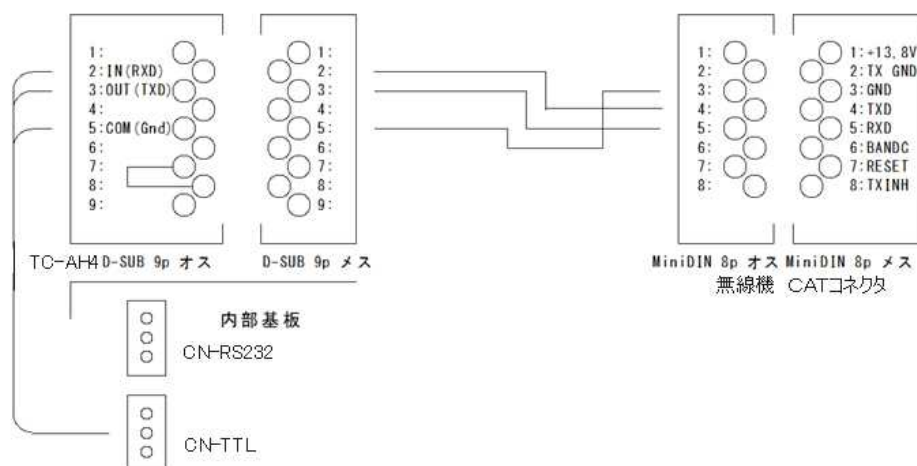 1:
2:IN(RXD)
3:OUT(TXD)
4:
5:COM(Gnd)
6:
7:
8:
9:
1:
2:
3:
4:
5:
6:
7:
8:
9:
1:
2:
3:
4:
5:
6:
7:
8:
1:+13,8V
2:TX GND
3:GND
4:TXD
5:RXD
6:BANDC
7:RESET
8:TXINH
TC-AH4 D-SUB 9p オス
D-SUB 9p メス
MiniDIN 8p オス
MiniDIN 8p メス
無線機 CATコネクタ
内部基板
CN-RS232
CN-TTL